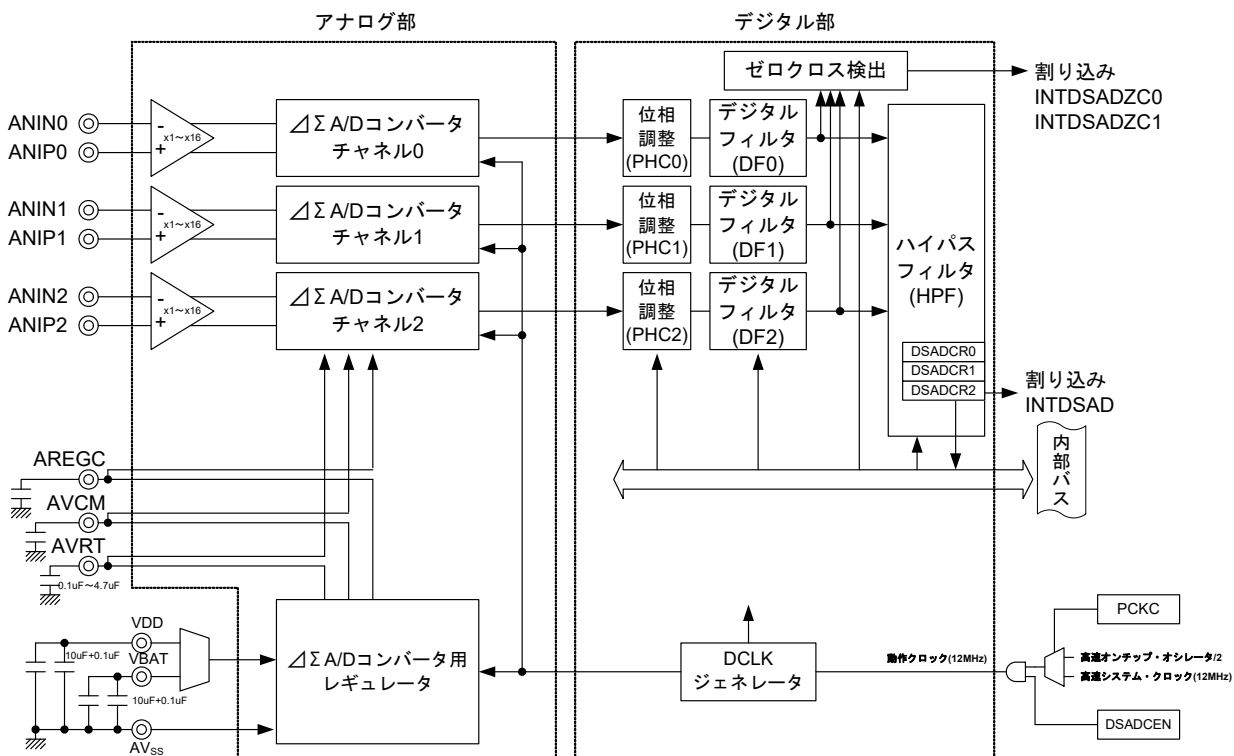 アナログ部
デジタル部
ゼロクロス検出
割り込み
INTDSADZC0
INTDSADZC1
ANIN0
ANIP0
-
x1~x16
+
⊿Σ A/Dコンバータ
チャネル0
位相
調整
(PHC0)
デジタル
フィルタ
(DF0)
ANIN1
ANIP1
-
x1~x16
+
⊿Σ A/Dコンバータ
チャネル1
位相
調整
(PHC1)
デジタル
フィルタ
(DF1)
ハイパス
フィルタ
(HPF)
ANIN2
ANIP2
-
x1~x16
+
⊿Σ A/Dコンバータ
チャネル2
位相
調整
(PHC2)
デジタル
フィルタ
(DF2)
DSADCR0
DSADCR1
DSADCR2
割り込み
INTDSAD
内部バス
AREGC
AVCM
AVRT
0.1uF~4.7uF
VDD
10uF+0.1uF
VBAT
10uF+0.1uF
AVSS
⊿Σ A/Dコンバータ用
レギュレータ
DCLK
ジェネレータ
動作クロック(12MHz)
PCKC
高速オンチップ・オシレータ/2
高速システム・クロック(12MHz)
DSADCEN